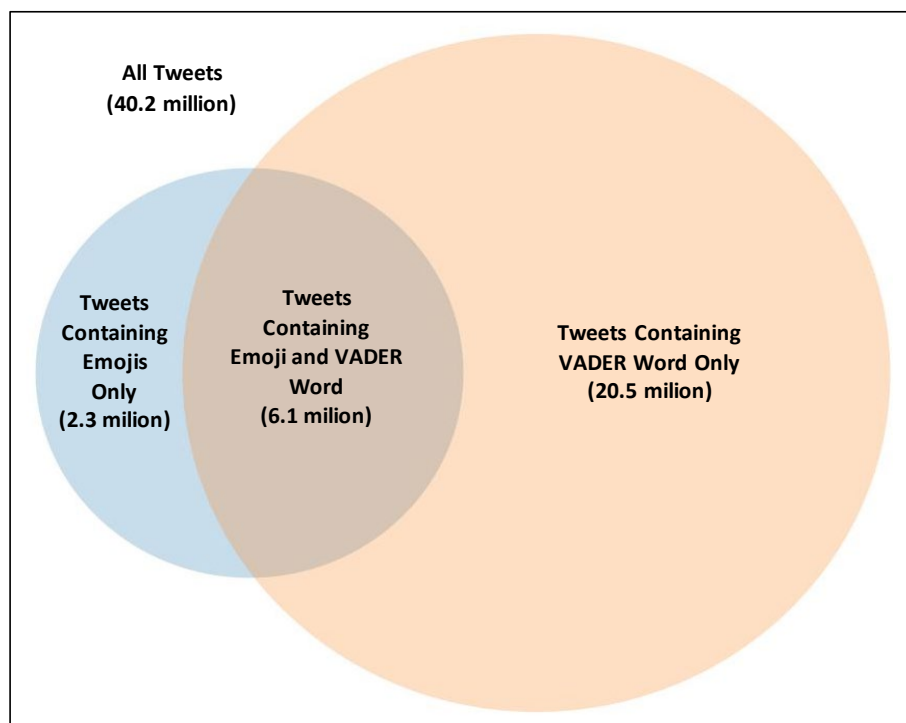 All Tweets
(40.2 million)
Tweets
Containing
Emojis
Only
(2.3 milion)
Tweets
Containing
Emoji and VADER
Word
(6.1 milion)
Tweets Containing
VADER Word Only
(20.5 milion)